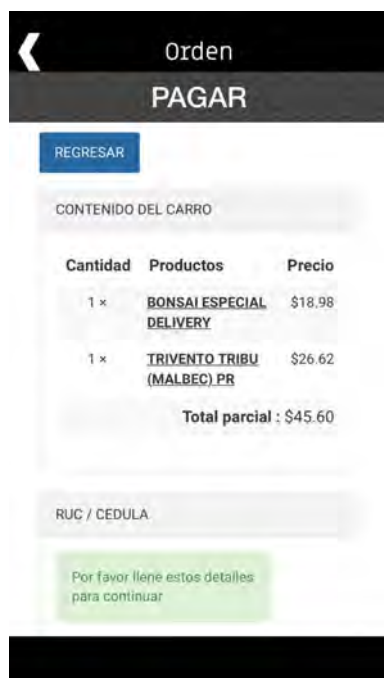 Orden
PAGAR
REGRESAR
CONTENIDO DEL CARRO
Cantidad Productos Precio
1 × BONSAI ESPECIAL $18.98
DELIVERY
1 × TRIVENTO TRIBU $26.62
(MALBEC) PR
Total parcial : $45.60
RUC / CEDULA
Por favor llene estos detalles
para continuar